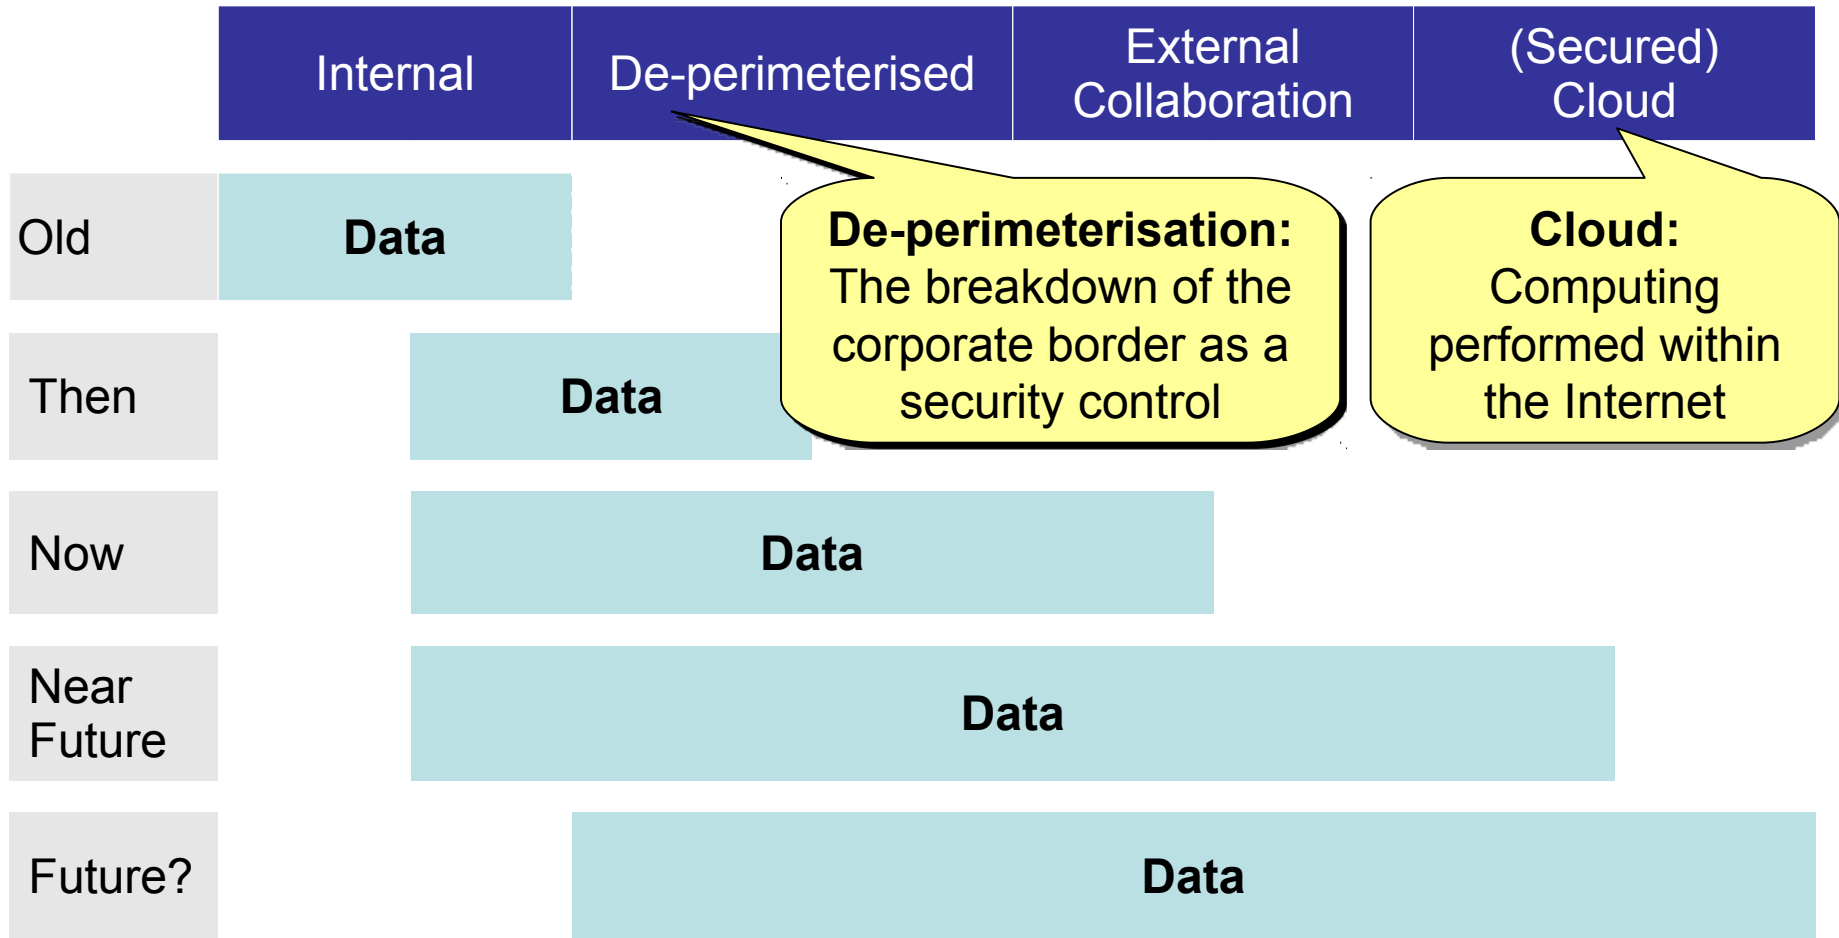 Internal
De-perimeterised
External
Collaboration
(Secured)
Cloud
Old
Data
De-perimeterisation:
The breakdown of the
corporate border as a
security control
Cloud:
Computing
performed within
the Internet
Then
Data
Now
Data
Near
Future
Data
Future?
Data